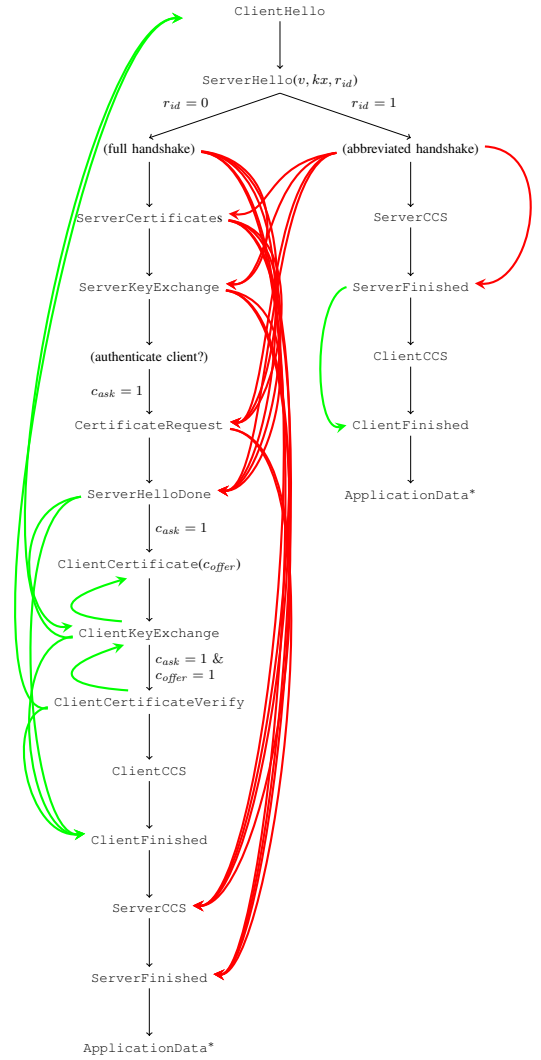 ClientHello
ServerHello(v, kx, r_id)
r_id = 0
r_id = 1
(full handshake)
(abbreviated handshake)
ServerCertificates
ServerCCS
ServerKeyExchange
ServerFinished
(authenticate client?)
ClientCCS
c_ask = 1
CertificateRequest
ClientFinished
ServerHelloDone
ApplicationData*
c_ask = 1
ClientCertificate(c_offer)
ClientKeyExchange
c_ask = 1 &
c_offer = 1
ClientCertificateVerify
ClientCCS
ClientFinished
ServerCCS
ServerFinished
ApplicationData*